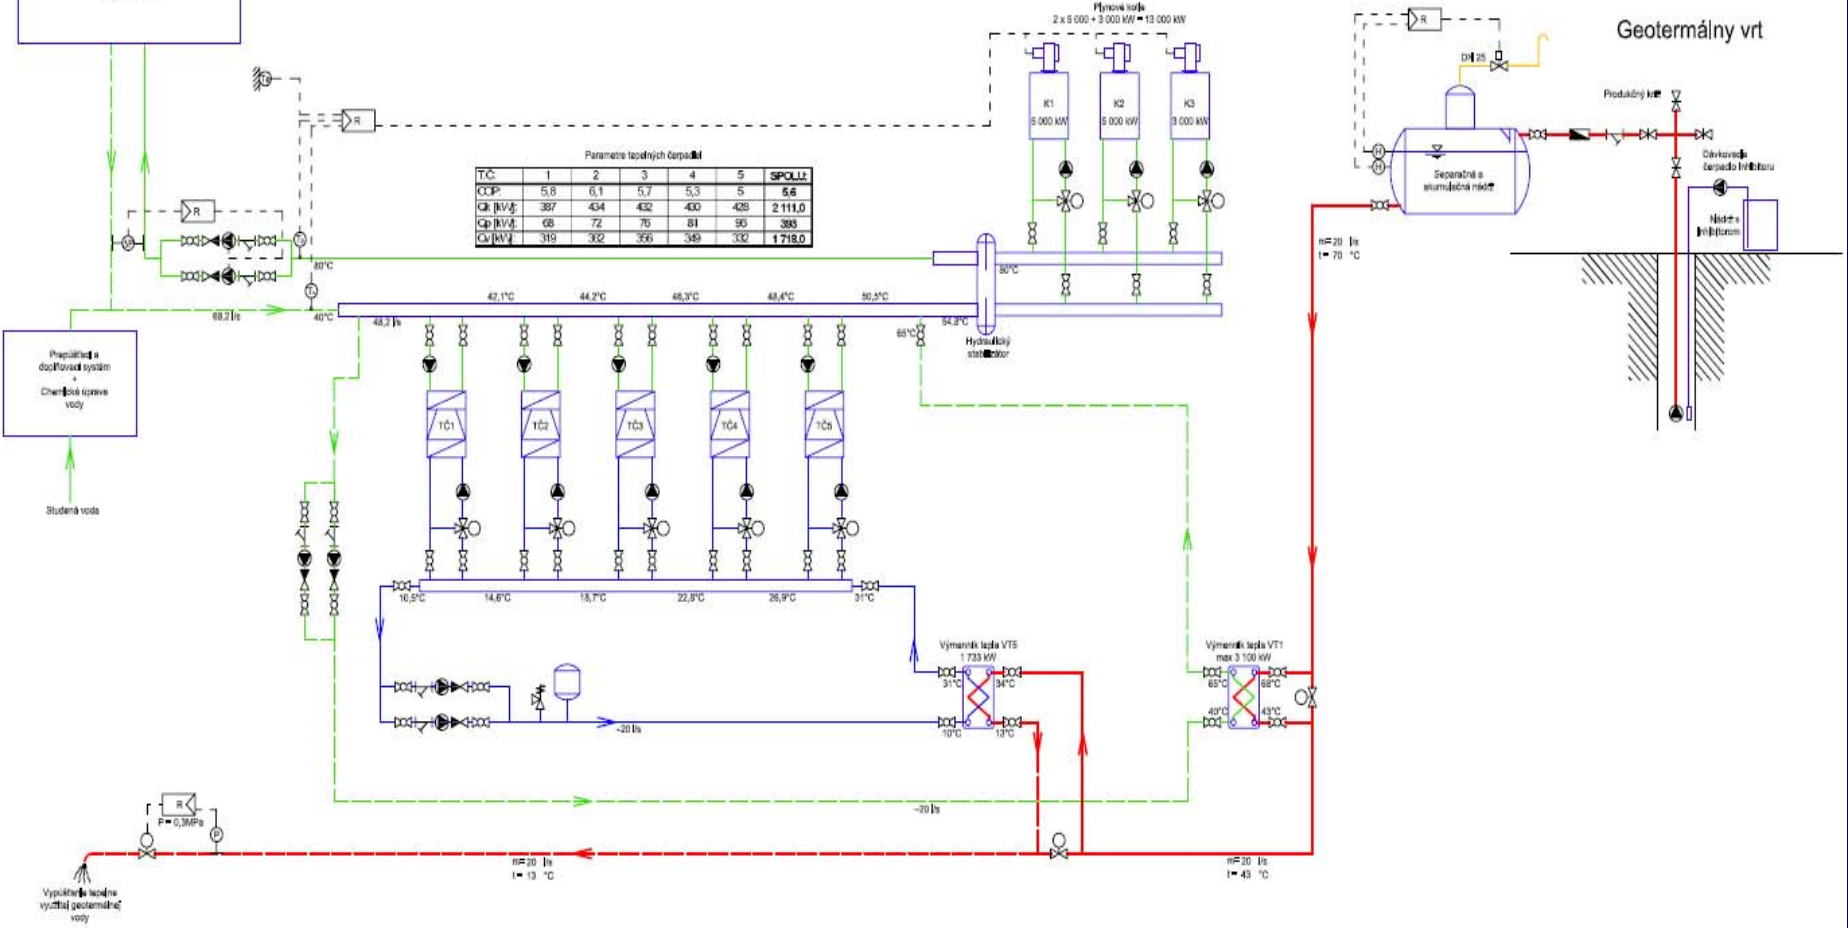 Plynové kotle
2 x 5 000 + 3 000 kW = 13 000 kW
K1
5 000 kW
K2
5 000 kW
K3
3 000 kW
R
DN 25
Geotermálny vrt
Produkčný kríž
Dávkovacie
čerpadlo inhibítoru
Nádrž s
inhibítorom
H
H
Separačná a
akumulačná nádrž
m=20 l/s
t= 70 °C
R
Parametre tepelných čerpadiel
T.Č. 1 2 3 4 5 SPOLU:
COP: 5,8 6,1 5,7 5,3 5 5,6
Qk [kW]: 387 434 432 430 428 2 111,0
Qp [kW]: 68 72 76 81 96 393
Qv [kW]: 319 362 356 349 332 1 718,0
R
80°C
90°C
68,2 l/s
40°C
48,2 l/s
42,1°C
44,2°C
46,3°C
48,4°C
50,5°C
54,8°C
65°C
Hydraulický
stabilizátor
Prepúšťací a
doplňovací systém
+
Chemická úprava
vody
Studená voda
TČ1
TČ2
TČ3
TČ4
TČ5
10,5°C
14,6°C
18,7°C
22,8°C
26,9°C
31°C
Výmenník tepla VT5
1 733 kW
31°C
34°C
10°C
13°C
Výmenník tepla VT1
max 3 100 kW
65°C
68°C
40°C
43°C
~20 l/s
~20 l/s
R
P= 0,3MPa
P
m=20 l/s
t= 13 °C
m=20 l/s
t= 43 °C
Vypúšťanie tepelne
využitej geotermálnej
vody